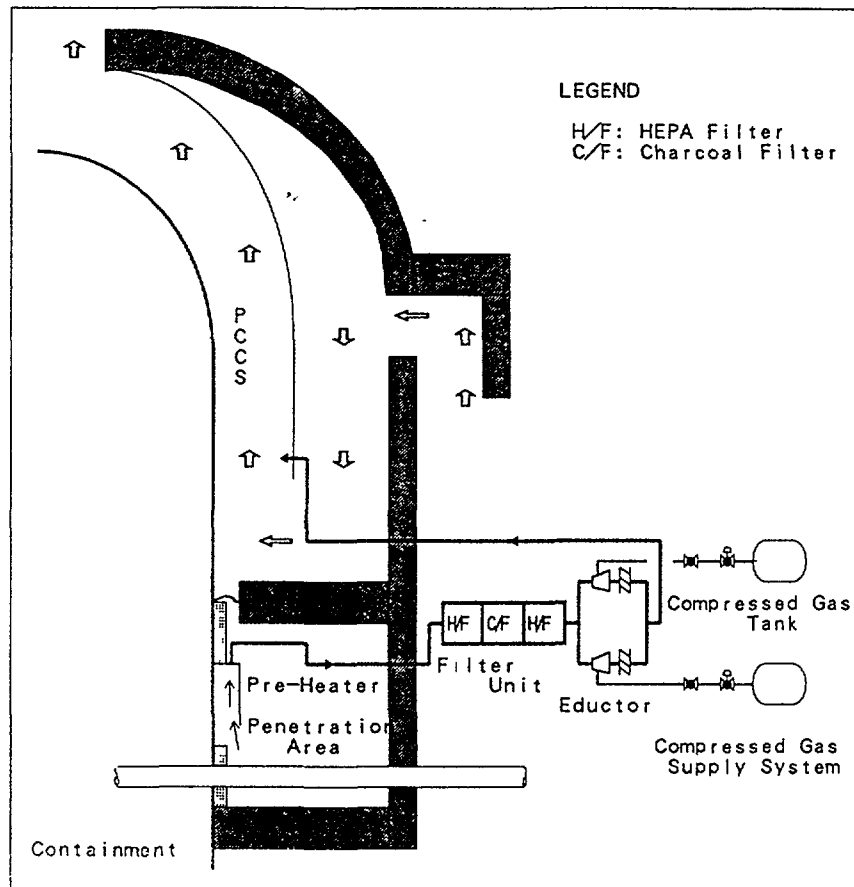 LEGEND
H/F: HEPA Filter
C/F: Charcoal Filter
P
C
C
S
H/F C/F H/F
Filter
Unit
Pre-Heater
Penetration
Area
Eductor
Compressed Gas
Tank
Compressed Gas
Supply System
Containment